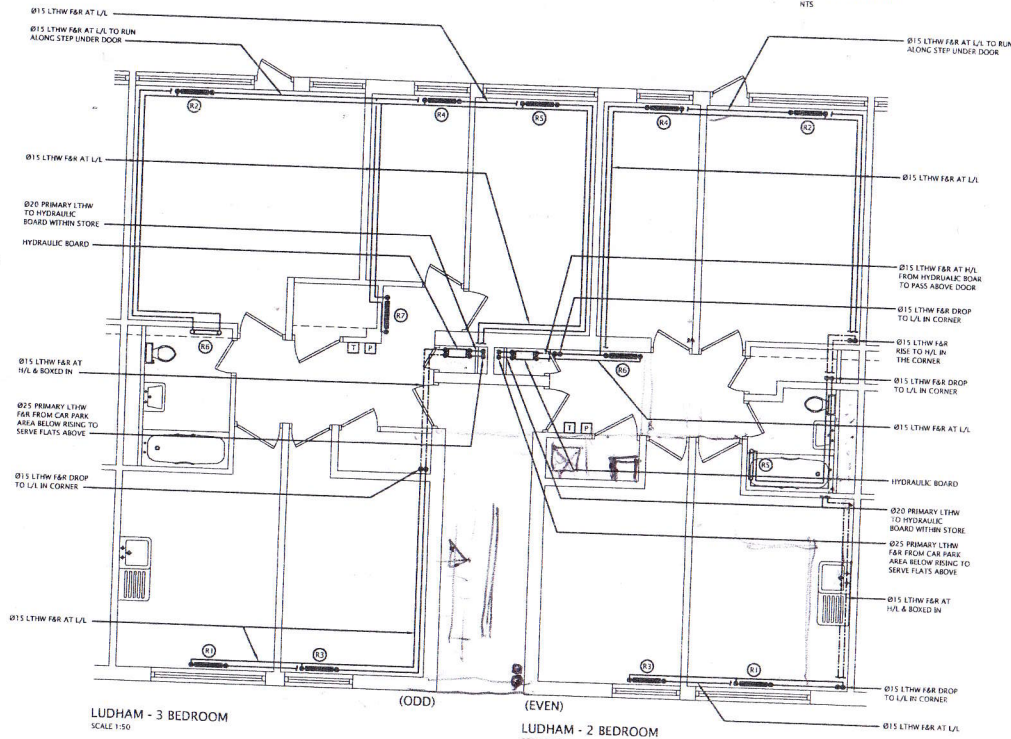 NTS
Ø15 LTHW F&R AT L/L
Ø15 LTHW F&R AT L/L TO RUN
ALONG STEP UNDER DOOR
Ø15 LTHW F&R AT L/L TO RUN
ALONG STEP UNDER DOOR
R2
R4
R5
R4
R2
Ø15 LTHW F&R AT L/L
Ø15 LTHW F&R AT L/L
Ø20 PRIMARY LTHW
TO HYDRAULIC
BOARD WITHIN STORE
HYDRAULIC BOARD
Ø15 LTHW F&R AT H/L
FROM HYDRUALIC BOAR
TO PASS ABOVE DOOR
Ø15 LTHW F&R DROP
TO L/L IN CORNER
R7
R6
T P
R6
Ø15 LTHW F&R
RISE TO H/L IN
THE CORNER
Ø15 LTHW F&R AT
H/L & BOXED IN
Ø15 LTHW F&R DROP
TO L/L IN CORNER
Ø25 PRIMARY LTHW
F&R FROM CAR PARK
AREA BELOW RISING TO
SERVE FLATS ABOVE
T P
Ø15 LTHW F&R AT L/L
R5
Ø15 LTHW F&R DROP
TO L/L IN CORNER
HYDRAULIC BOARD
Ø20 PRIMARY LTHW
TO HYDRAULIC
BOARD WITHIN STORE
Ø25 PRIMARY LTHW
F&R FROM CAR PARK
AREA BELOW RISING TO
SERVE FLATS ABOVE
Ø15 LTHW F&R AT
H/L & BOXED IN
Ø15 LTHW F&R AT L/L
R1
R3
R3
R1
Ø15 LTHW F&R DROP
TO L/L IN CORNER
Ø15 LTHW F&R AT L/L
(ODD)
(EVEN)
LUDHAM - 3 BEDROOM
SCALE 1:50
LUDHAM - 2 BEDROOM